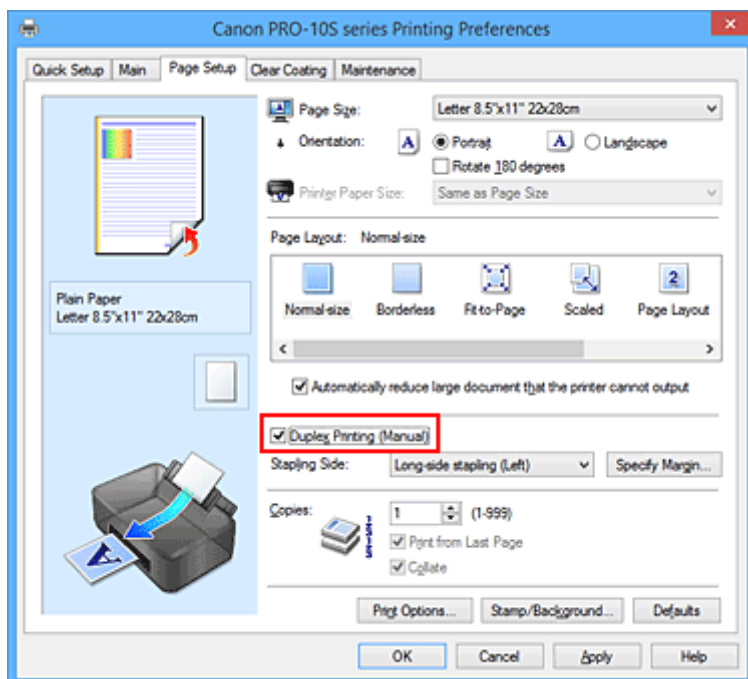 Canon PRO-10S series Printing Preferences
Quick Setup Main Page Setup Clear Coating Maintenance
Page Size: Letter 8.5"x11" 22x28cm
Orientation: A Portrait A Landscape
Rotate 180 degrees
Printer Paper Size: Same as Page Size
Page Layout: Normal-size
2
Normal-size Borderless Fit-to-Page Scaled Page Layout
Plain Paper
Letter 8.5"x11" 22x28cm
Automatically reduce large document that the printer cannot output
Duplex Printing (Manual)
Stapling Side: Long-side stapling (Left) Specify Margin...
Copies: 1 (1-999)
Print from Last Page
Collate
A
Print Options... Stamp/Background... Defaults
OK Cancel Apply Help